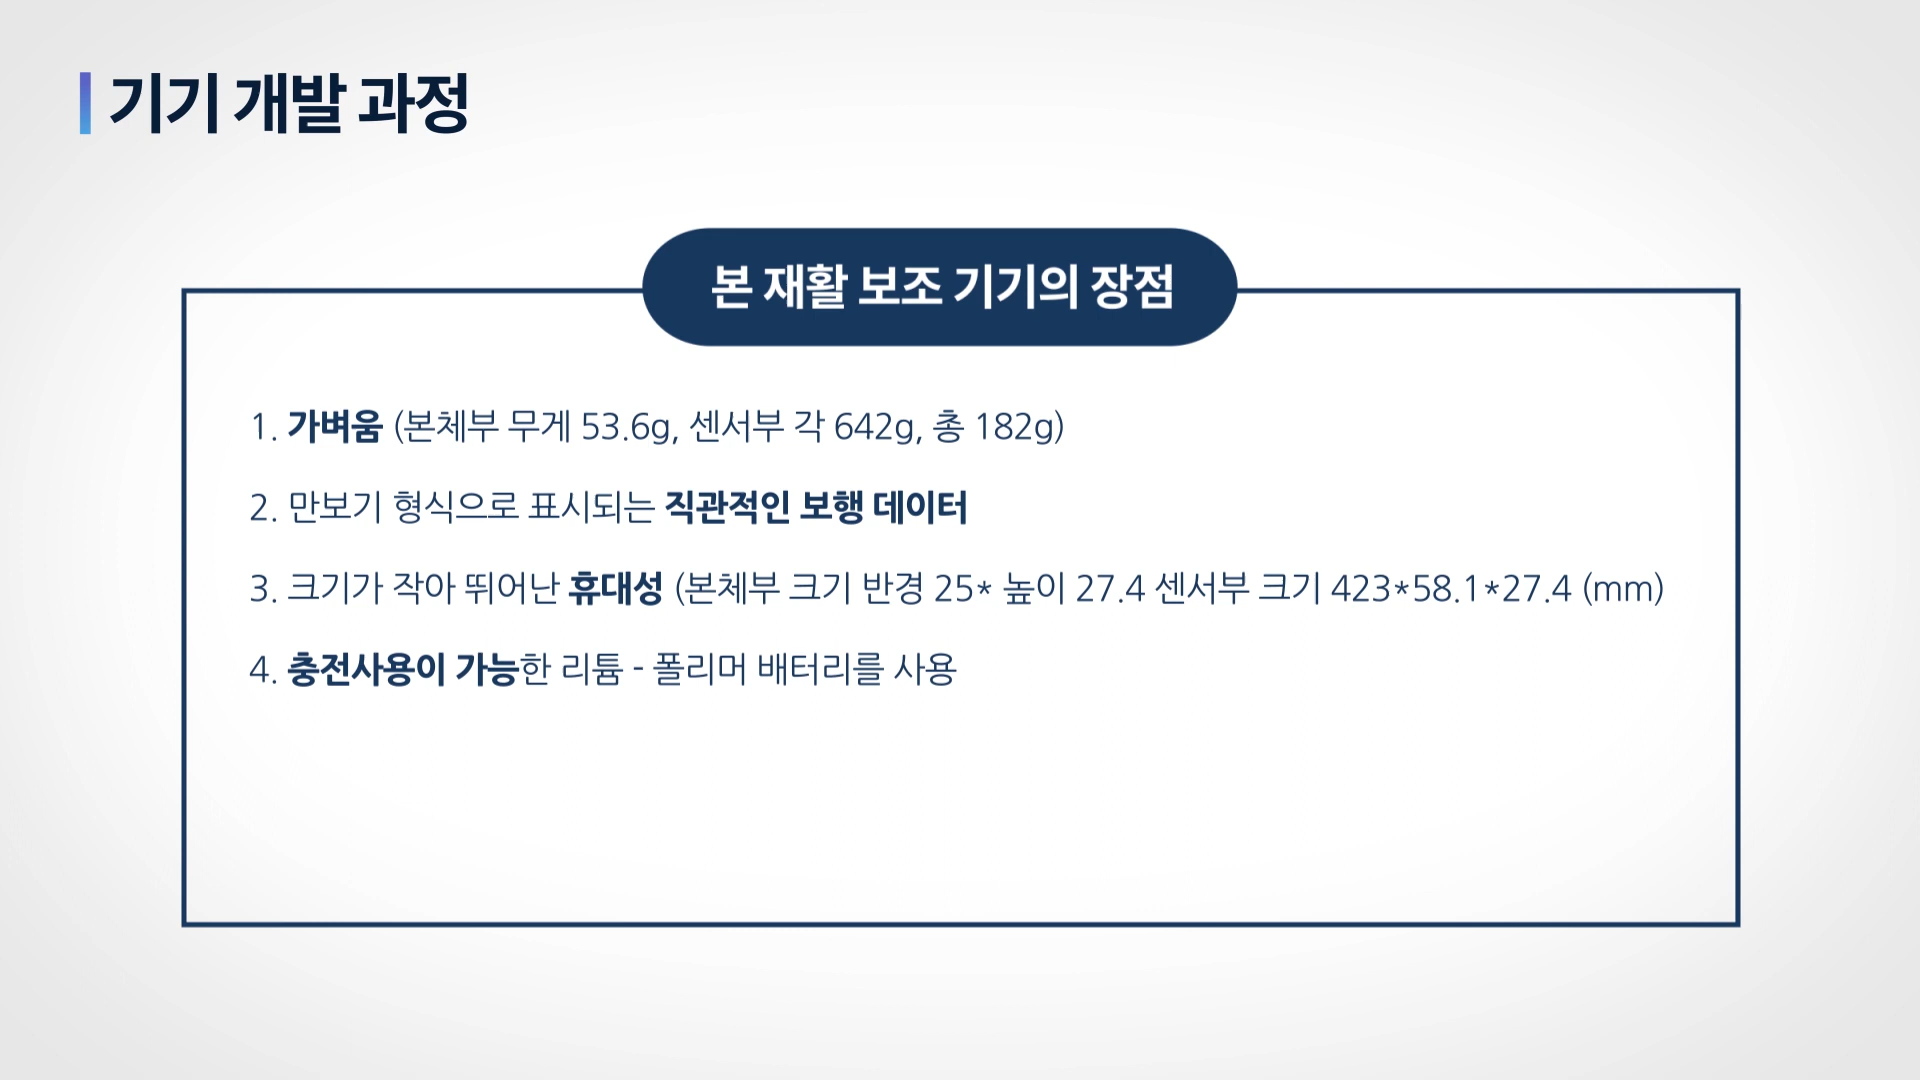 기기 개발 과정
본 재활 보조 기기의 장점
1. 가벼움 (본체부 무게 53.6g, 센서부 각 642g, 총 182g)
2. 만보기 형식으로 표시되는 직관적인 보행 데이터
3. 크기가 작아 뛰어난 휴대성 (본체부 크기 반경 25* 높이 27.4 센서부 크기 423*58.1*27.4 (mm)
4. 충전사용이 가능한 리튬 - 폴리머 배터리를 사용